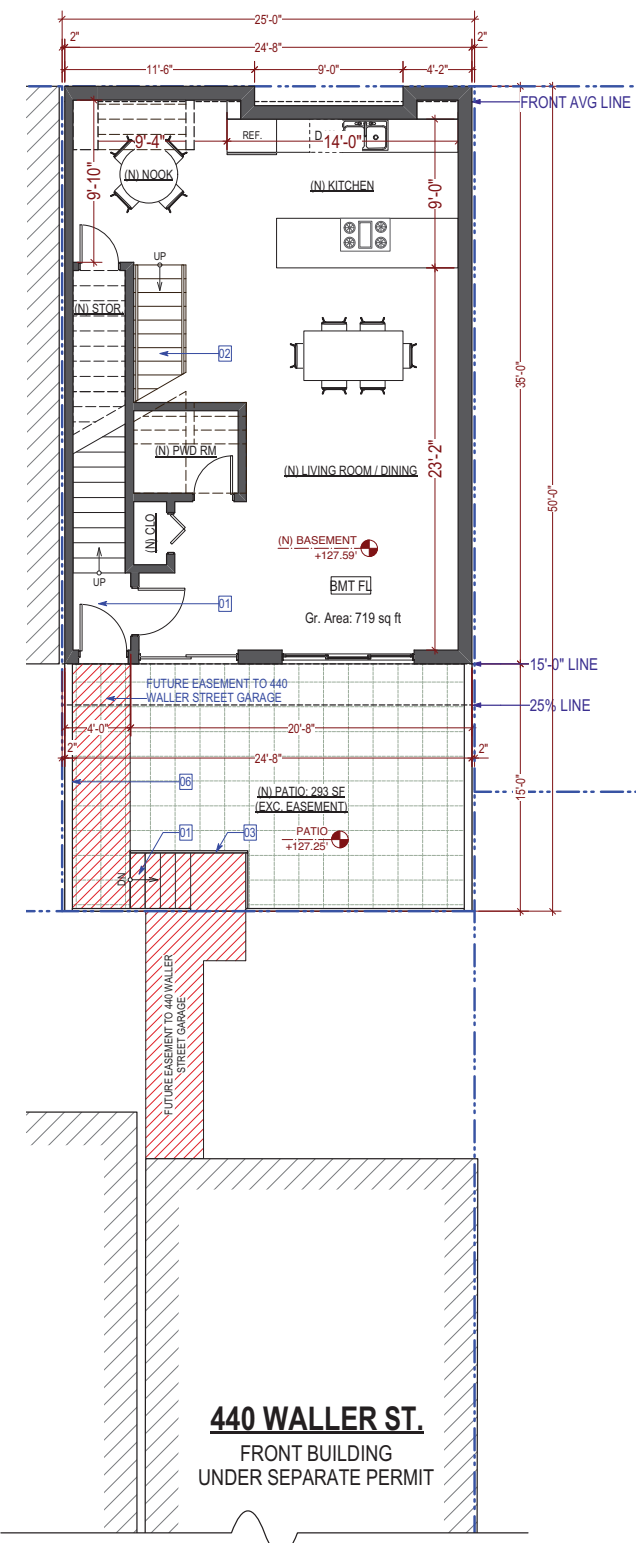 25'-0"
2"
24'-8"
2"
11'-6"
9'-0"
4'-2"
FRONT AVG LINE
REF.
D
9'-4"
14'-0"
(N) NOOK
(N) KITCHEN
9'-10"
9'-0"
UP
(N) STOR.
02
35'-0"
(N) PWD RM
(N) LIVING ROOM / DINING
23'-2"
50'-0"
(N) CLO
(N) BASEMENT
+127.59'
UP
BMT FL
01
Gr. Area: 719 sq ft
15'-0" LINE
FUTURE EASEMENT TO 440
WALLER STREET GARAGE
25% LINE
4'-0"
20'-8"
2"
24'-8"
2"
06
(N) PATIO: 293 SF
(EXC. EASEMENT)
15'-0"
01
03
PATIO
+127.25'
DN
FUTURE EASEMENT TO 440 WALLER
STREET GARAGE
440 WALLER ST.
FRONT BUILDING
UNDER SEPARATE PERMIT